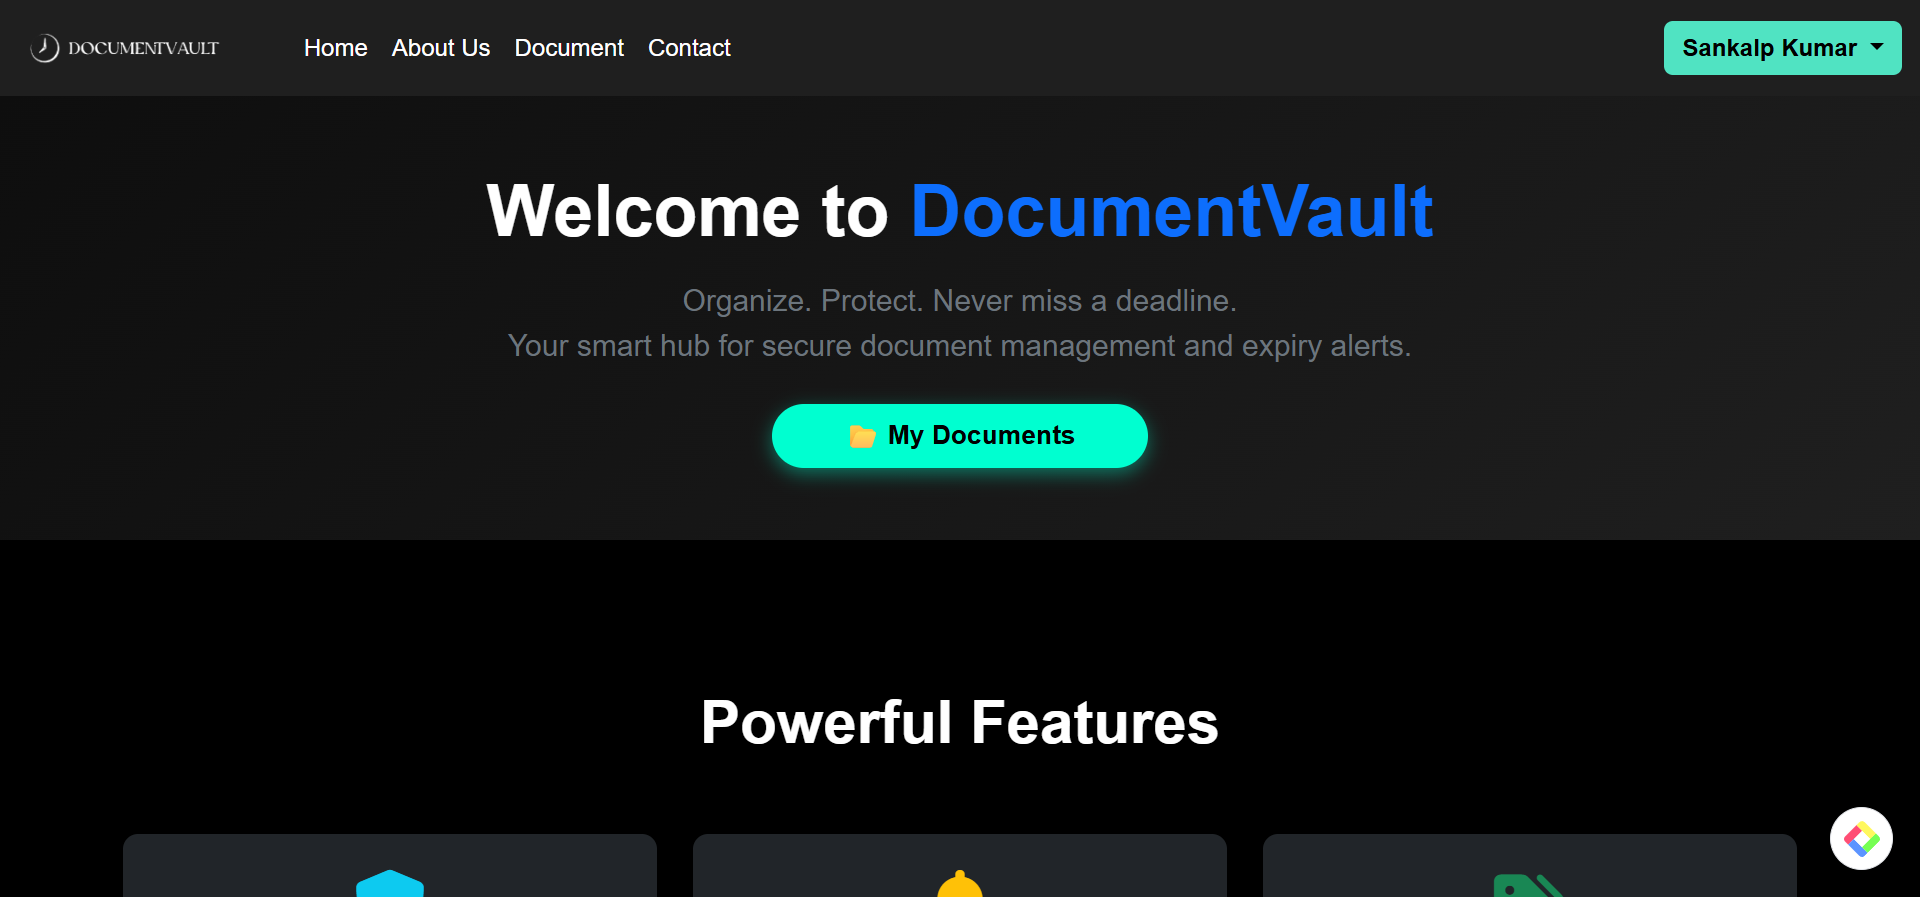 DOCUMENTVAULT
Home About Us Document Contact
Sankalp Kumar
Welcome to DocumentVault
Organize. Protect. Never miss a deadline.
Your smart hub for secure document management and expiry alerts.
My Documents
Powerful Features